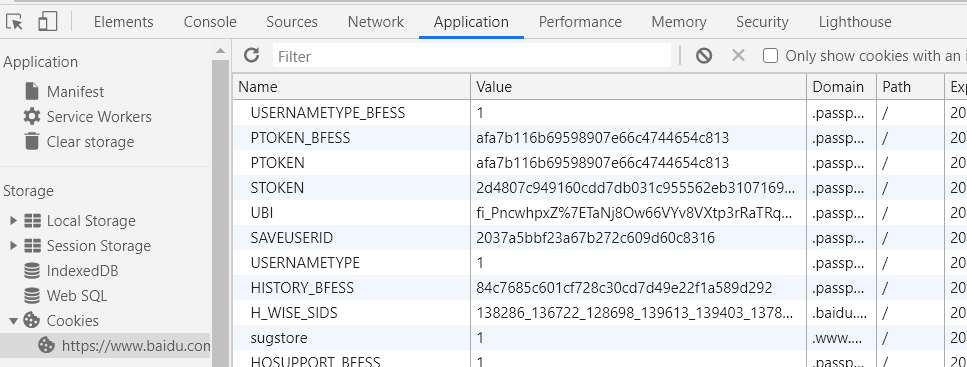 Elements Console Sources Network Application Performance Memory Security Lighthouse
Application
Manifest
Service Workers
Clear storage
Storage
Local Storage
Session Storage
IndexedDB
Web SQL
Cookies
https://www.baidu.com
Filter Only show cookies with an i
Name Value Domain Path Exp
USERNAMETYPE_BFESS 1 .passp... / 20
PTOKEN_BFESS afa7b116b69598907e66c4744654c813 .passp... / 20
PTOKEN afa7b116b69598907e66c4744654c813 .passp... / 20
STOKEN 2d4807c949160cdd7db031c955562eb3107169... .passp... / 20
UBI fi_PncwhpxZ%7ETaNj8Ow66VYv8VXtp3rRaTRq... .passp... / 20
SAVEUSERID 2037a5bbf23a67b272c609d60c8316 .passp... / 20
USERNAMETYPE 1 .passp... / 20
HISTORY_BFESS 84c7685c601cf728c30cd7d49e22f1a589d292 .passp... / 20
H_WISE_SIDS 138286_136722_128698_139613_139403_1378... .baidu.... / 20
sugstore 1 .www.... / 20
HOSUPPORT_BFESS 1 .passp... / 20